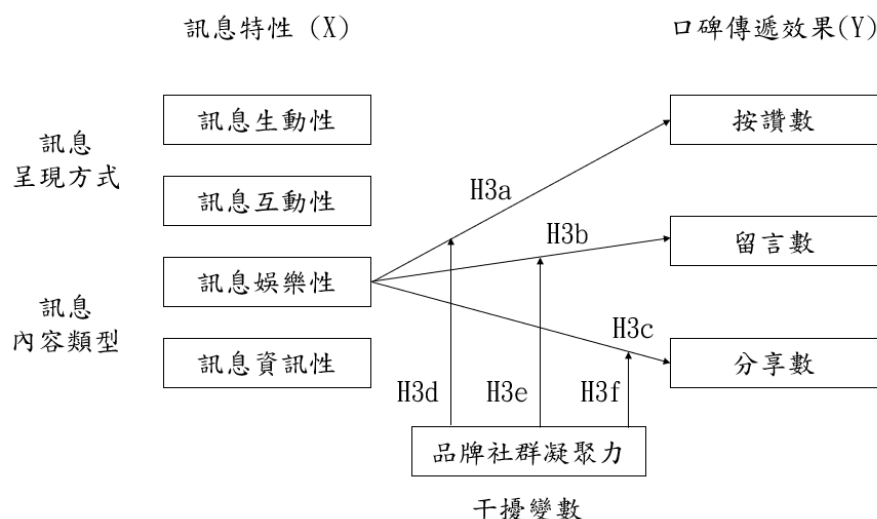 訊息特性 (X)
口碑傳遞效果(Y)
訊息生動性
按讚數
訊息
呈現方式
H3a
訊息互動性
H3b
留言數
訊息娛樂性
訊息
內容類型
H3c
訊息資訊性
分享數
H3d
H3e
H3f
品牌社群凝聚力
干擾變數